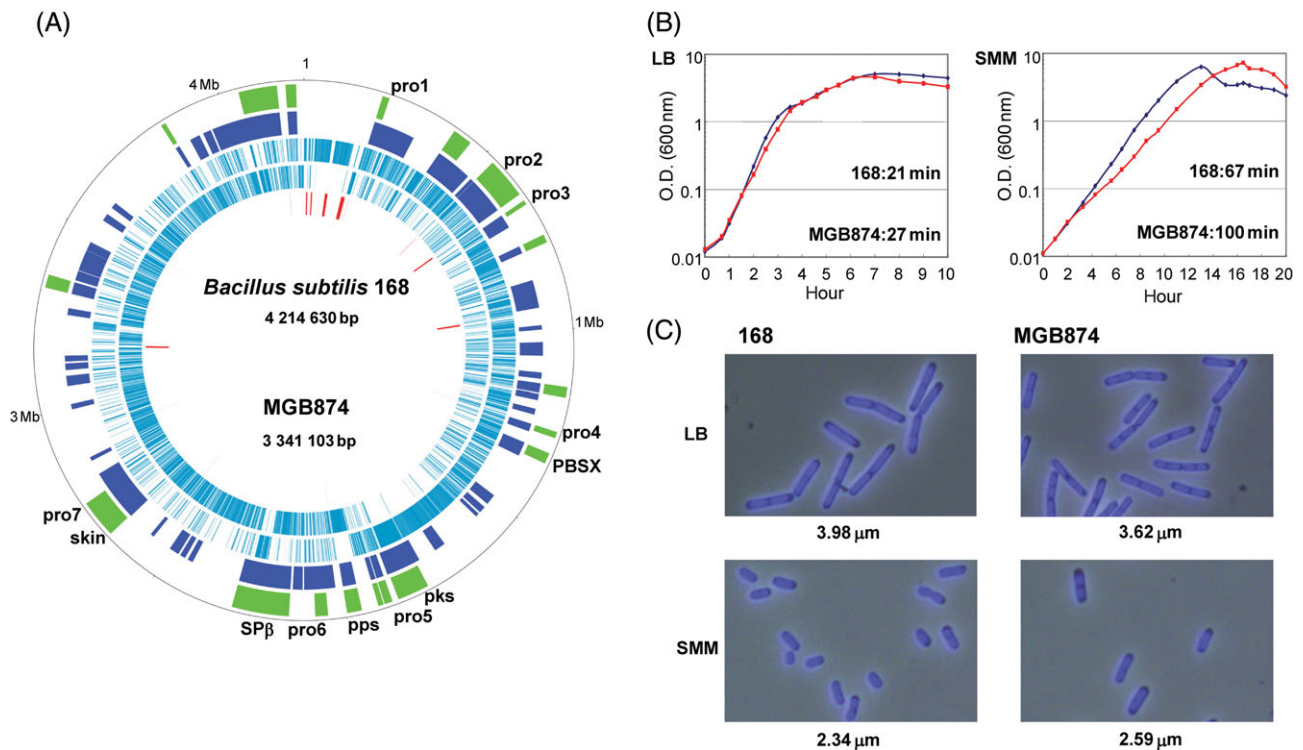 (A)
1
4 Mb
pro1
pro2
pro3
1 Mb
pro4
PBSX
pks
pro5
pps
pro6
SPβ
skin
pro7
3 Mb
Bacillus subtilis 168
4 214 630 bp
MGB874
3 341 103 bp
(B)
LB
O.D. (600 nm)
10
1
0.1
0.01
168:21 min
MGB874:27 min
0 1 2 3 4 5 6 7 8 9 10
Hour
SMM
O.D. (600 nm)
10
1
0.1
0.01
168:67 min
MGB874:100 min
0 2 4 6 8 10 12 14 16 18 20
Hour
(C)
168 MGB874
LB
3.98 μm 3.62 μm
SMM
2.34 μm 2.59 μm